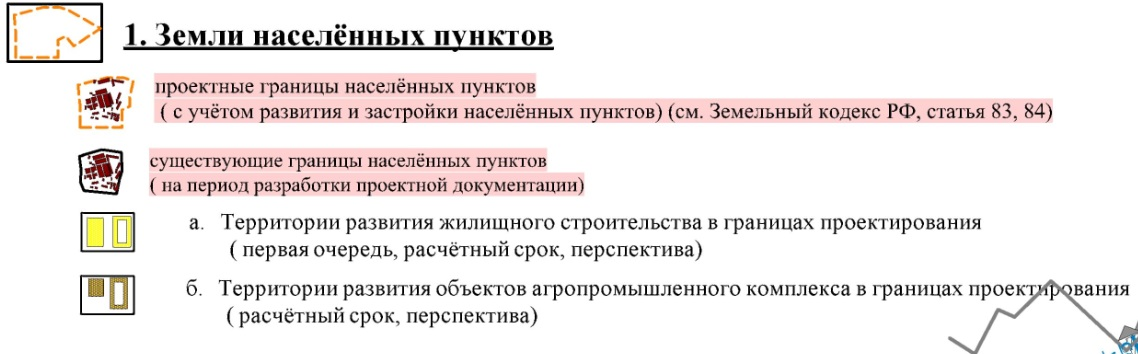 1. Земли населённых пунктов
проектные границы населённых пунктов
( с учётом развития и застройки населённых пунктов) (см. Земельный кодекс РФ, статья 83, 84)
существующие границы населённых пунктов
( на период разработки проектной документации)
а. Территории развития жилищного строительства в границах проектирования
( первая очередь, расчётный срок, перспектива)
б. Территории развития объектов агропромышленного комплекса в границах проектирования
( расчётный срок, перспектива)